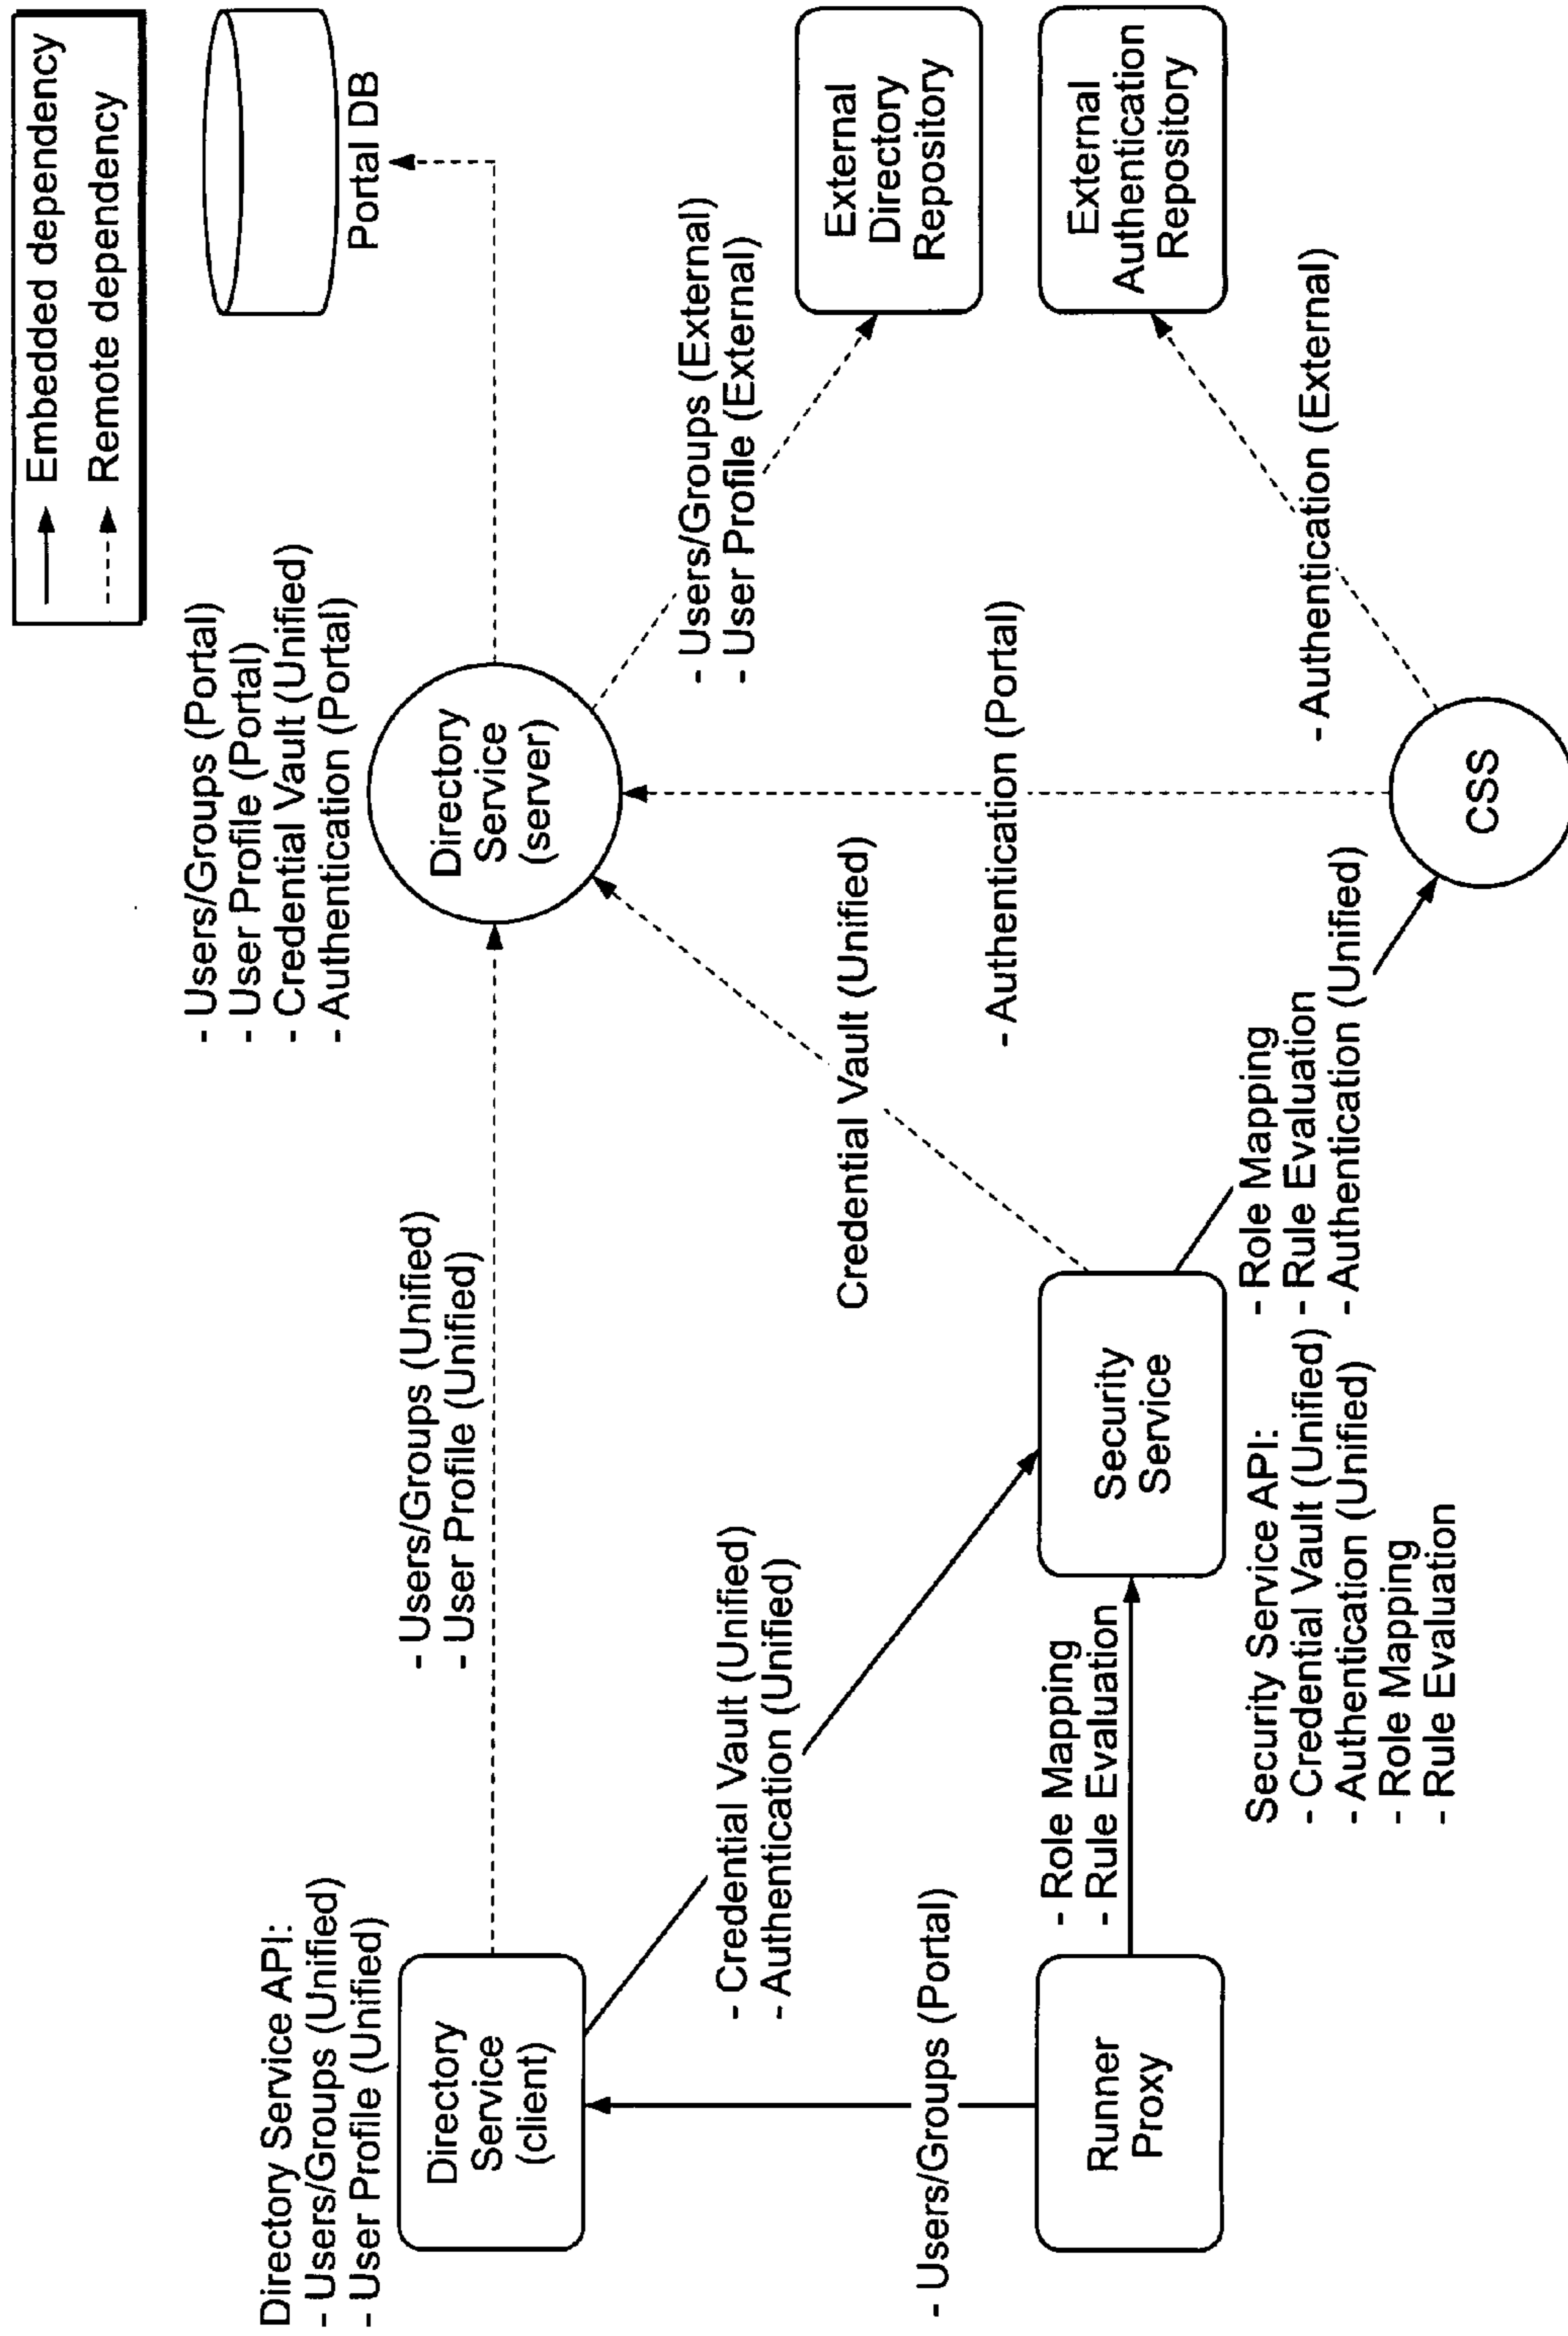 Embedded dependency
Remote dependency
Directory Service API:
- Users/Groups (Unified)
- User Profile (Unified)
Directory
Service
(client)
- Users/Groups (Unified)
- User Profile (Unified)
- Users/Groups (Portal)
- User Profile (Portal)
- Credential Vault (Unified)
- Authentication (Portal)
Directory
Service
(server)
Portal DB
- Users/Groups (External)
- User Profile (External)
External
Directory
Repository
- Credential Vault (Unified)
- Authentication (Unified)
Credential Vault (Unified)
- Users/Groups (Portal)
- Authentication (Portal)
External
Authentication
Repository
Runner
Proxy
- Role Mapping
- Rule Evaluation
Security
Service
Security Service API:
- Credential Vault (Unified)
- Authentication (Unified)
- Role Mapping
- Rule Evaluation
- Role Mapping
- Rule Evaluation
- Authentication (Unified)
- Authentication (External)
CSS